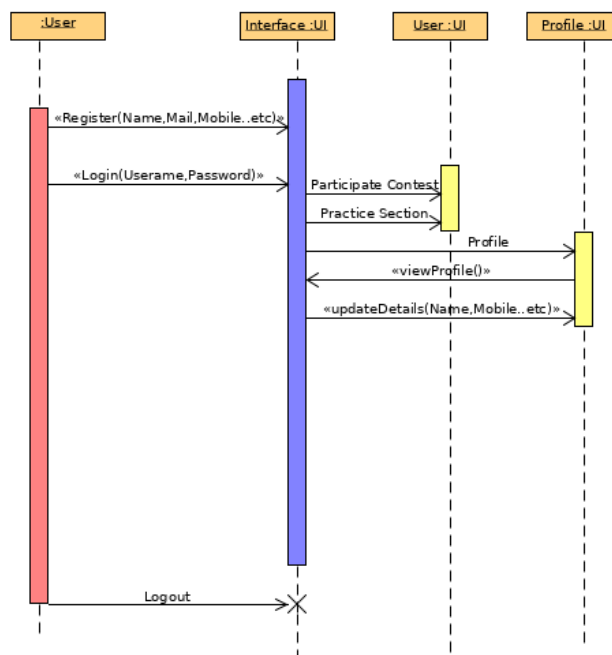 :User
Interface :UI
User :UI
Profile :UI
«Register(Name,Mail,Mobile..etc)»
«Login(Userame,Password)»
Participate Contest
Practice Section
Profile
«viewProfile()»
«updateDetails(Name,Mobile..etc)»
Logout